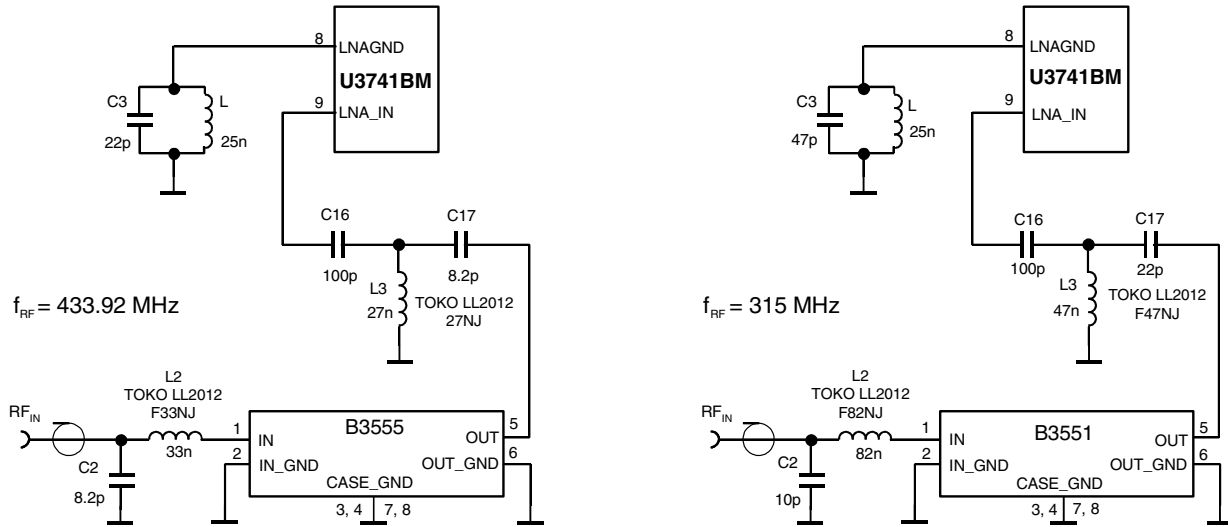 8
LNAGND
U3741BM
C3
L
9
LNA_IN
22p
25n
C16
C17
100p
8.2p
L3
27n
TOKO LL2012
27NJ
fRF = 433.92 MHz
L2
TOKO LL2012
F33NJ
RFIN
33n
1
IN
B3555
OUT
5
2
IN_GND
OUT_GND
6
C2
8.2p
CASE_GND
3, 4
7, 8
8
LNAGND
U3741BM
C3
L
9
LNA_IN
47p
25n
C16
C17
100p
22p
L3
47n
TOKO LL2012
F47NJ
fRF = 315 MHz
L2
TOKO LL2012
F82NJ
RFIN
82n
1
IN
B3551
OUT
5
2
IN_GND
OUT_GND
6
C2
10p
CASE_GND
3, 4
7, 8